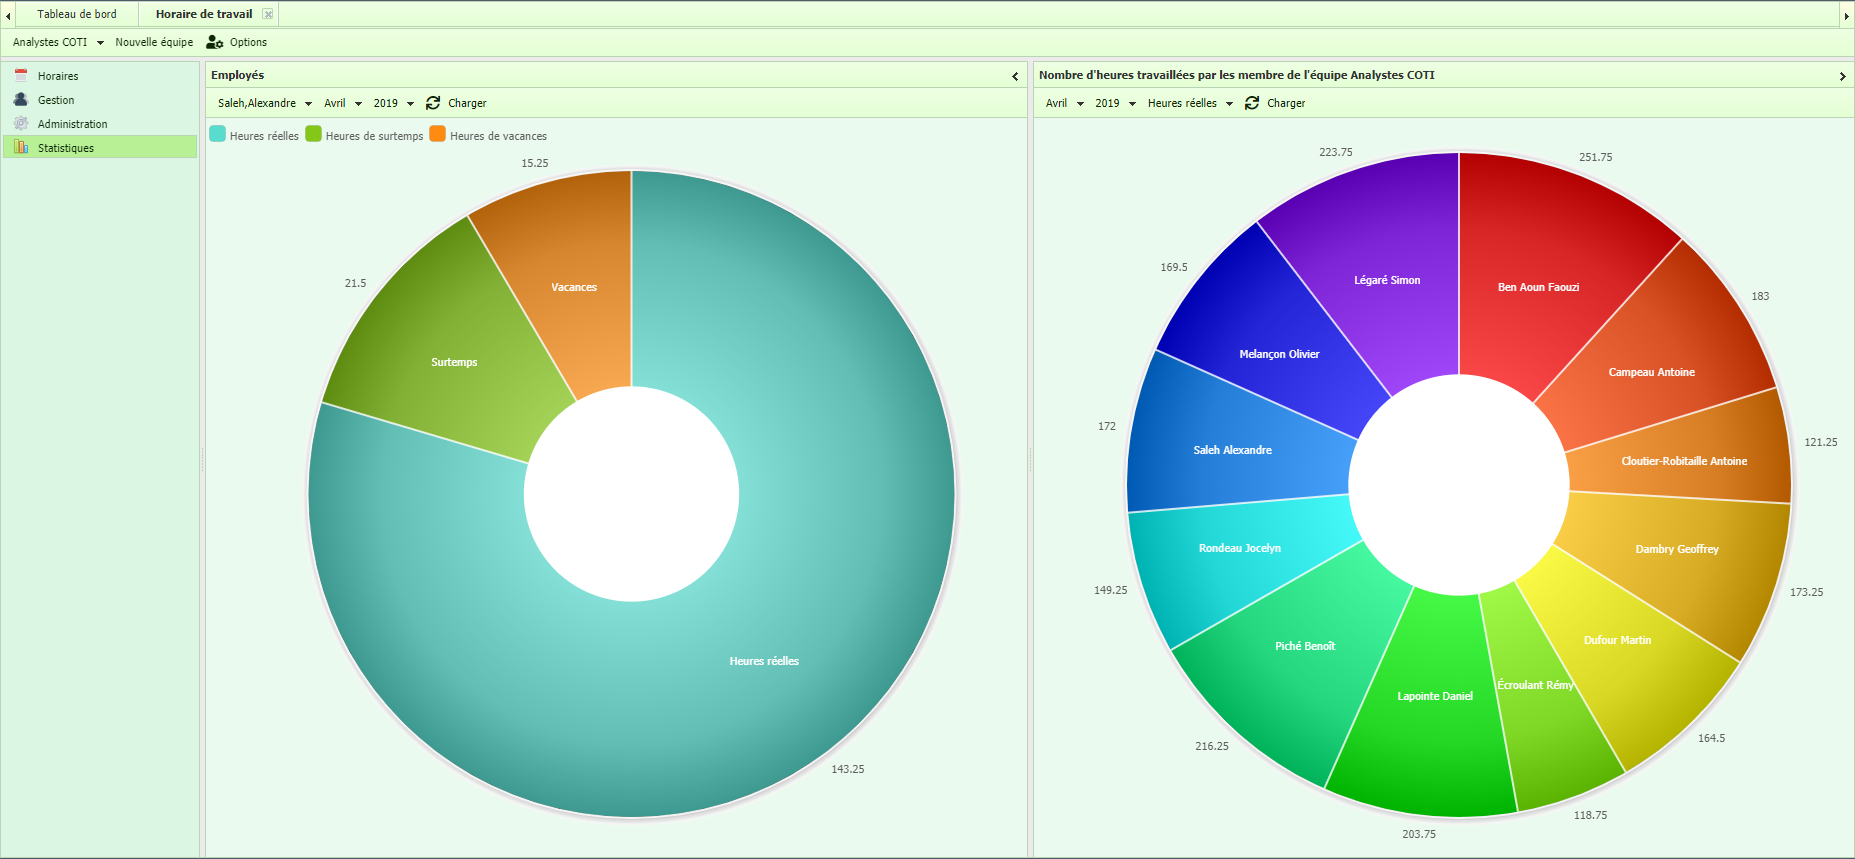 Tableau de bord
Horaire de travail
Analystes COTI
Nouvelle équipe
Options
Horaires
Gestion
Administration
Statistiques
Employés
Saleh,Alexandre
Avril
2019
Charger
Heures réelles
Heures de surtemps
Heures de vacances
15.25
21.5
Vacances
Surtemps
Heures réelles
143.25
Nombre d'heures travaillées par les membre de l'équipe Analystes COTI
Avril
2019
Heures réelles
Charger
223.75
251.75
169.5
183
Légaré Simon
Ben Aoun Faouzi
Melançon Olivier
Campeau Antoine
172
121.25
Saleh Alexandre
Cloutier-Robitaille Antoine
Rondeau Jocelyn
Dambry Geoffrey
149.25
173.25
Piché Benoît
Dufour Martin
Écroulant Rémy
Lapointe Daniel
216.25
164.5
118.75
203.75